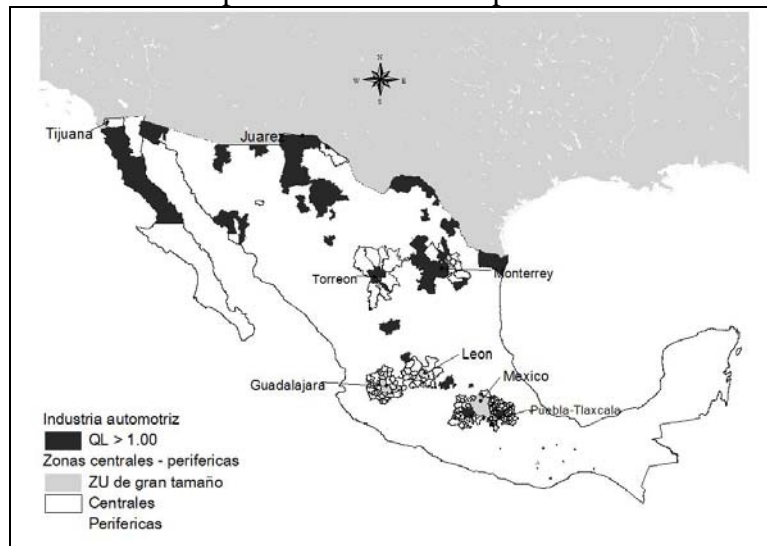 N
W E
S
Tijuana
Juarez
Torreon
Monterrey
Leon
Guadalajara
Mexico
Puebla-Tlaxcala
Industria automotriz
QL > 1.00
Zonas centrales - perifericas
ZU de gran tamaño
Centrales
Perifericas